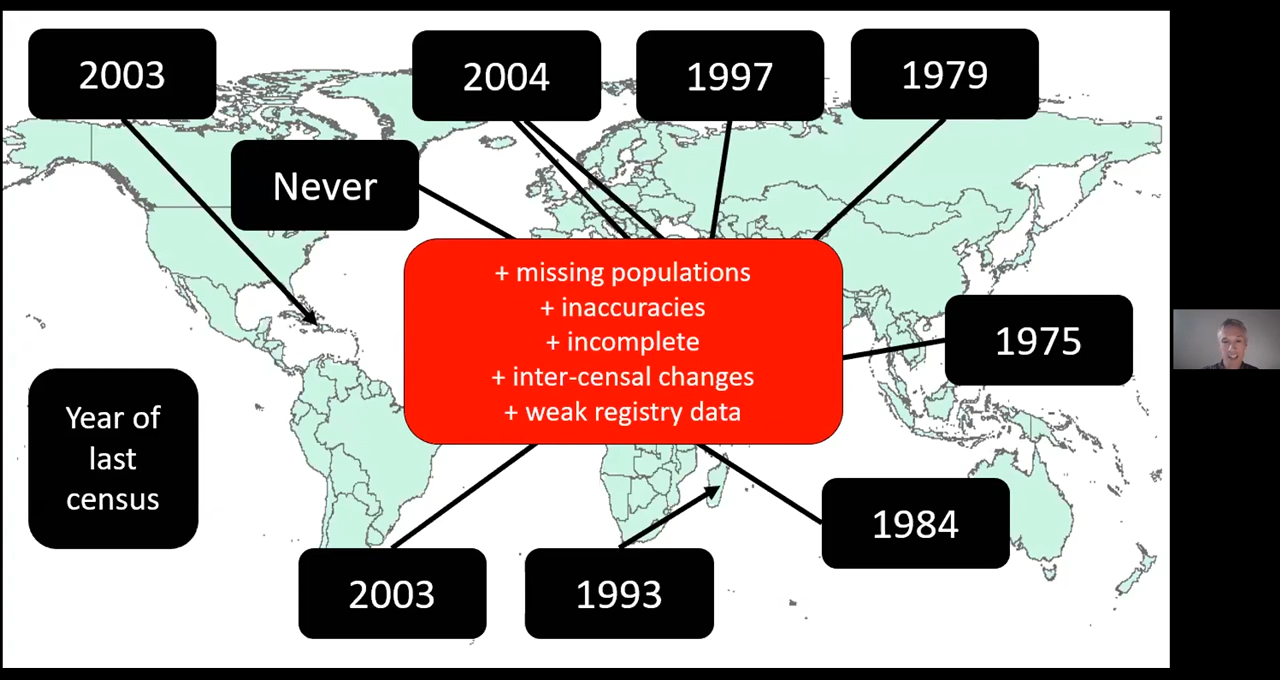 2003
2004
1997
1979
Never
+ missing populations
+ inaccuracies
+ incomplete
+ inter-censal changes
+ weak registry data
1975
Year of
last
census
1984
2003
1993